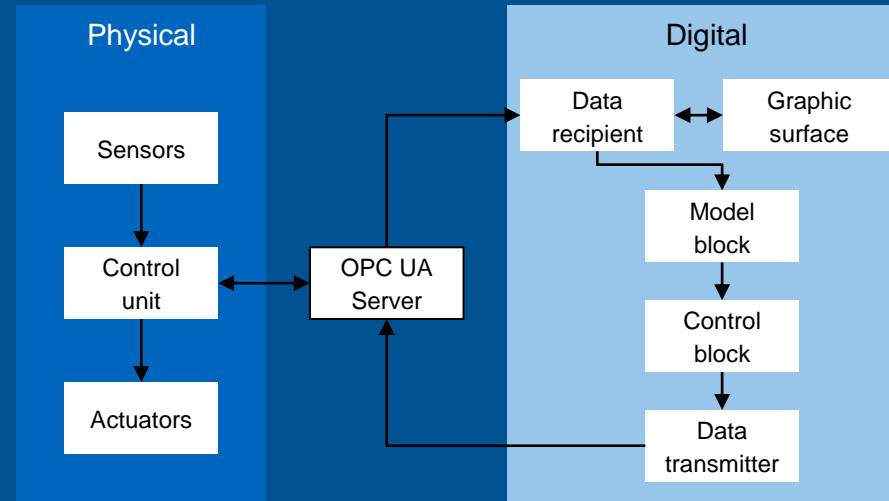 Physical
Digital
Sensors
Control
unit
Actuators
OPC UA
Server
Data
recipient
Graphic
surface
Model
block
Control
block
Data
transmitter